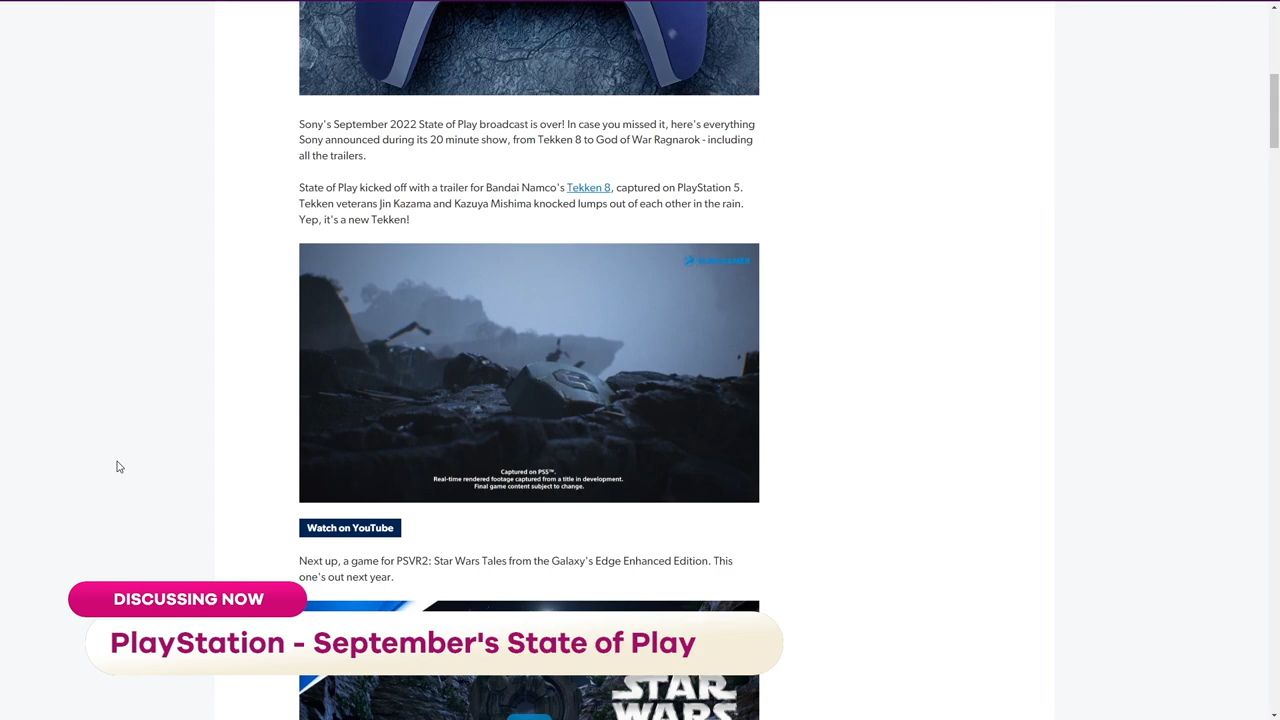 Sony's September 2022 State of Play broadcast is over! In case you missed it, here's everything
Sony announced during its 20 minute show, from Tekken 8 to God of War Ragnarok - including
all the trailers.
State of Play kicked off with a trailer for Bandai Namco's Tekken 8, captured on PlayStation 5.
Tekken veterans Jin Kazama and Kazuya Mishima knocked lumps out of each other in the rain.
Yep, it's a new Tekken!
Captured on PS5™.
Real-time rendered footage captured from a title in development.
Final game content subject to change.
Watch on YouTube
Next up, a game for PSVR2: Star Wars Tales from the Galaxy's Edge Enhanced Edition. This
one's out next year.
DISCUSSING NOW
PlayStation - September's State of Play
STAR
WARS